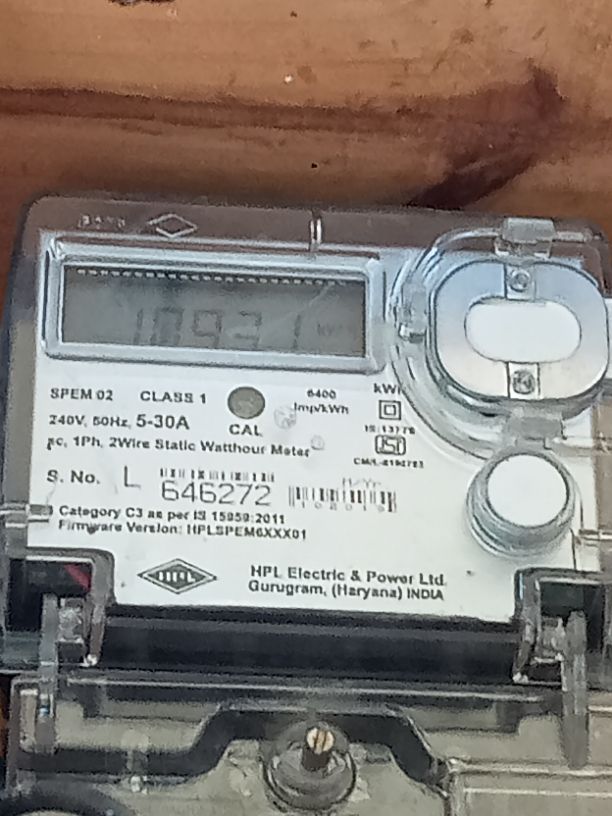 10931
SPEM 02 CLASS 1 6400 Imp/kWh kWh
240V, 50Hz, 5-30A CAL
ac, 1Ph, 2Wire Static Watthour Meter
IS:13779
S. No. L 646272 M/Yr.
Category C3 as per IS 15959:2011
Firmware Version: HPLSPEM6XXX01
HPL HPL Electric & Power Ltd.
Gurugram, (Haryana) INDIA